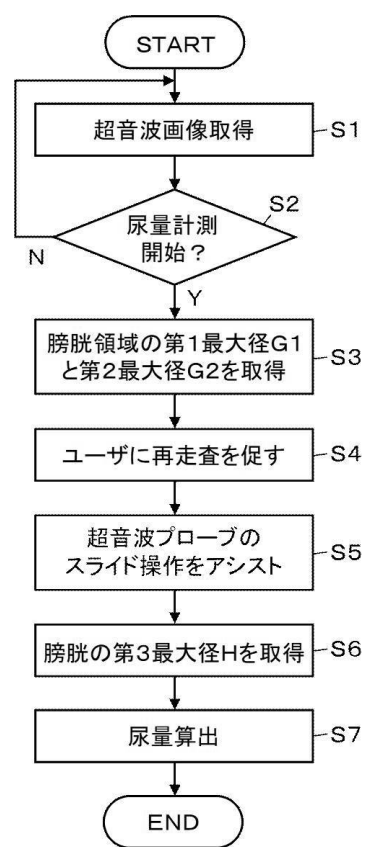 START
超音波画像取得
S1
尿量計測
開始？
S2
N
Y
膀胱領域の第1最大径G1
と第2最大径G2を取得
S3
ユーザに再走査を促す
S4
超音波プローブの
スライド操作をアシスト
S5
膀胱の第3最大径Hを取得
S6
尿量算出
S7
END